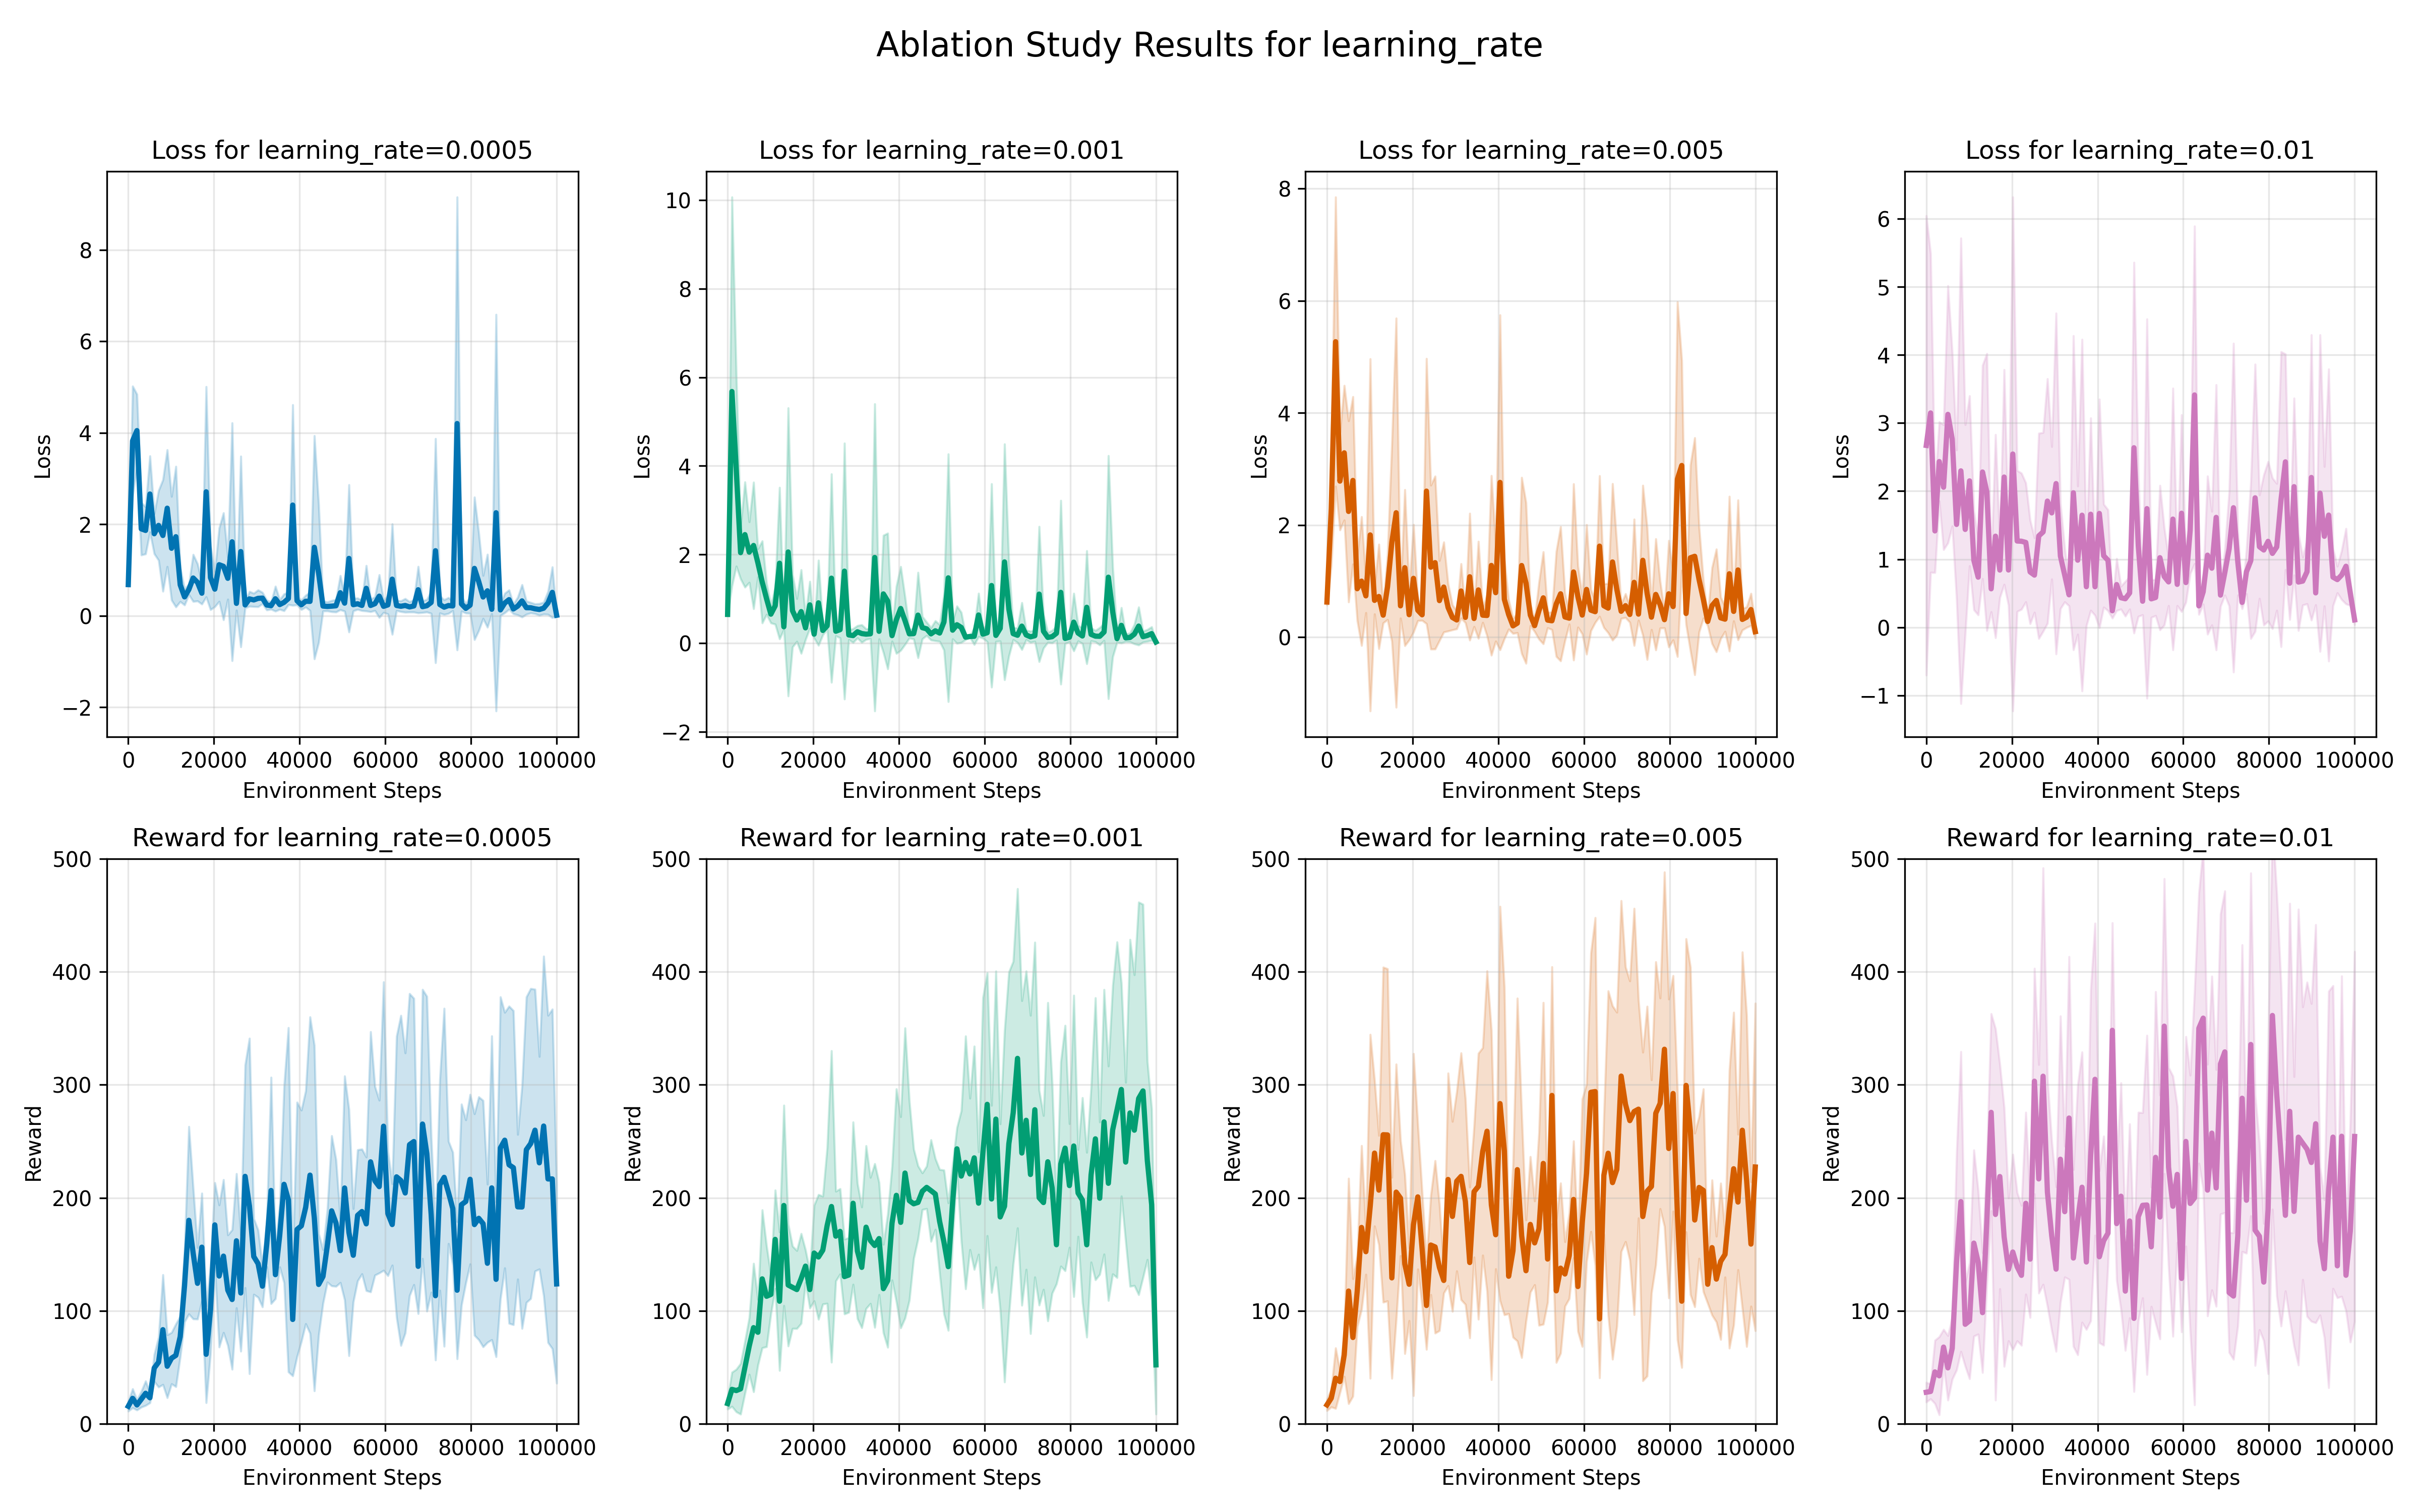 Ablation Study Results for learning_rate
Loss for learning_rate=0.0005
Loss
8
6
4
2
0
−2
0 20000 40000 60000 80000 100000
Environment Steps
Loss for learning_rate=0.001
Loss
10
8
6
4
2
0
−2
0 20000 40000 60000 80000 100000
Environment Steps
Loss for learning_rate=0.005
Loss
8
6
4
2
0
0 20000 40000 60000 80000 100000
Environment Steps
Loss for learning_rate=0.01
Loss
6
5
4
3
2
1
0
−1
0 20000 40000 60000 80000 100000
Environment Steps
Reward for learning_rate=0.0005
Reward
500
400
300
200
100
0
0 20000 40000 60000 80000 100000
Environment Steps
Reward for learning_rate=0.001
Reward
500
400
300
200
100
0
0 20000 40000 60000 80000 100000
Environment Steps
Reward for learning_rate=0.005
Reward
500
400
300
200
100
0
0 20000 40000 60000 80000 100000
Environment Steps
Reward for learning_rate=0.01
Reward
500
400
300
200
100
0
0 20000 40000 60000 80000 100000
Environment Steps